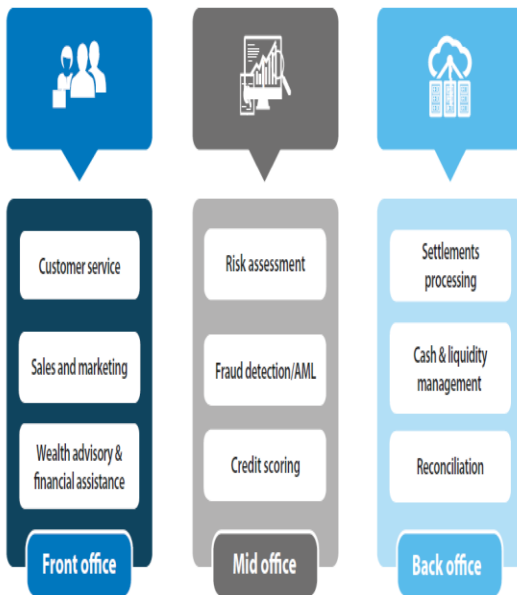 Customer service
Sales and marketing
Wealth advisory &
financial assistance
Front office
Risk assessment
Fraud detection/AML
Credit scoring
Mid office
Settlements
processing
Cash & liquidity
management
Reconciliation
Back office